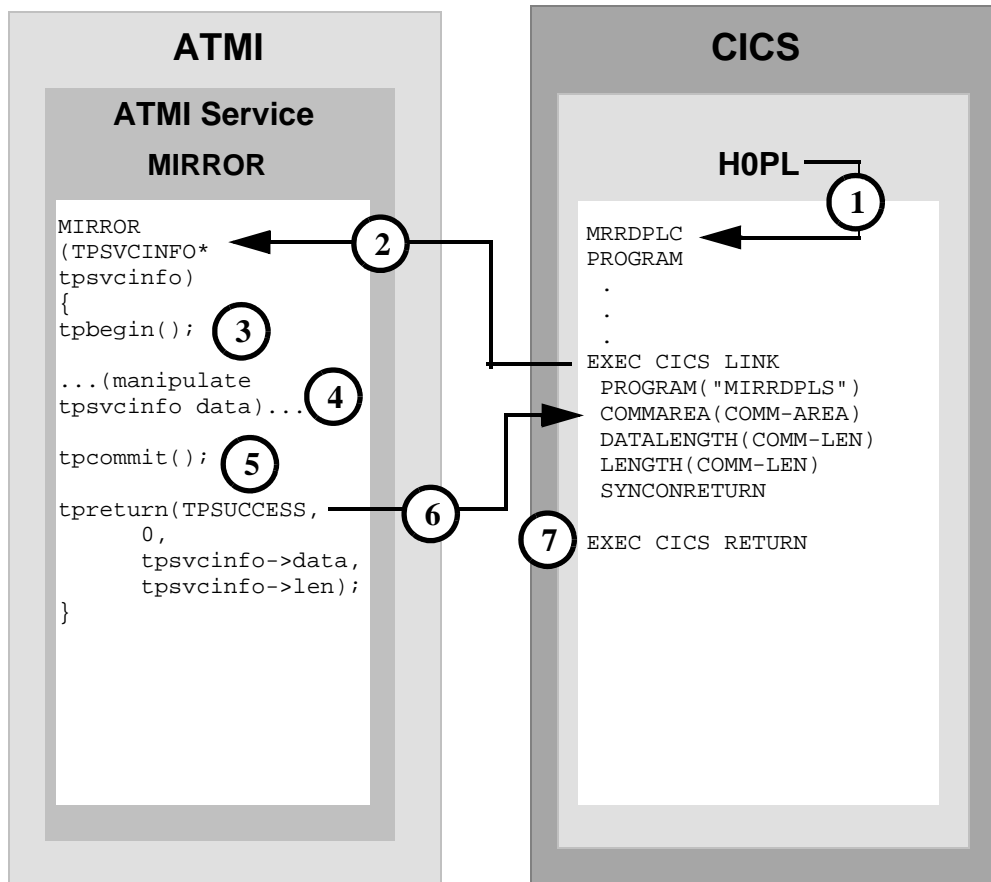 ATMI
ATMI Service
MIRROR
MIRROR
(TPSVCINFO*
tpsvcinfo)
{
tpbegin();
3
...(manipulate
tpsvcinfo data)...
4
tpcommit();
5
tpreturn(TPSUCCESS,
0,
tpsvcinfo->data,
tpsvcinfo->len);
}
2
6
CICS
H0PL
1
MRRDPLC
PROGRAM
.
.
.
EXEC CICS LINK
PROGRAM("MIRRDPLS")
COMMAREA(COMM-AREA)
DATALENGTH(COMM-LEN)
LENGTH(COMM-LEN)
SYNCONRETURN
7
EXEC CICS RETURN